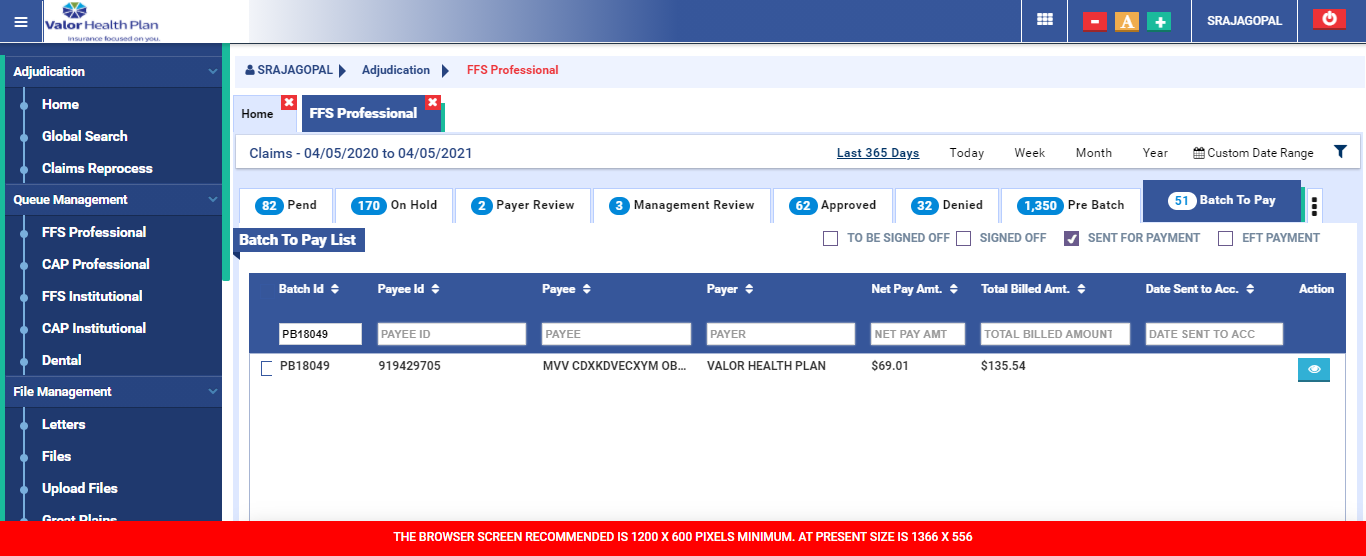 Valor Health Plan
Insurance focused on you.
A
SRAJAGOPAL
Adjudication
Home
Global Search
Claims Reprocess
Queue Management
FFS Professional
CAP Professional
FFS Institutional
CAP Institutional
Dental
File Management
Letters
Files
Upload Files
Great Plains
SRAJAGOPAL Adjudication FFS Professional
Home FFS Professional
Claims - 04/05/2020 to 04/05/2021 Last 365 Days Today Week Month Year Custom Date Range
82 Pend 170 On Hold 2 Payer Review 3 Management Review 62 Approved 32 Denied 1,350 Pre Batch 51 Batch To Pay
Batch To Pay List TO BE SIGNED OFF SIGNED OFF SENT FOR PAYMENT EFT PAYMENT
Batch Id Payee Id Payee Payer Net Pay Amt. Total Billed Amt. Date Sent to Acc. Action
PB18049 PAYEE ID PAYEE PAYER NET PAY AMT TOTAL BILLED AMOUNT DATE SENT TO ACC
PB18049 919429705 MVV CDXKDVECXYM OB... VALOR HEALTH PLAN $69.01 $135.54
THE BROWSER SCREEN RECOMMENDED IS 1200 X 600 PIXELS MINIMUM. AT PRESENT SIZE IS 1366 X 556